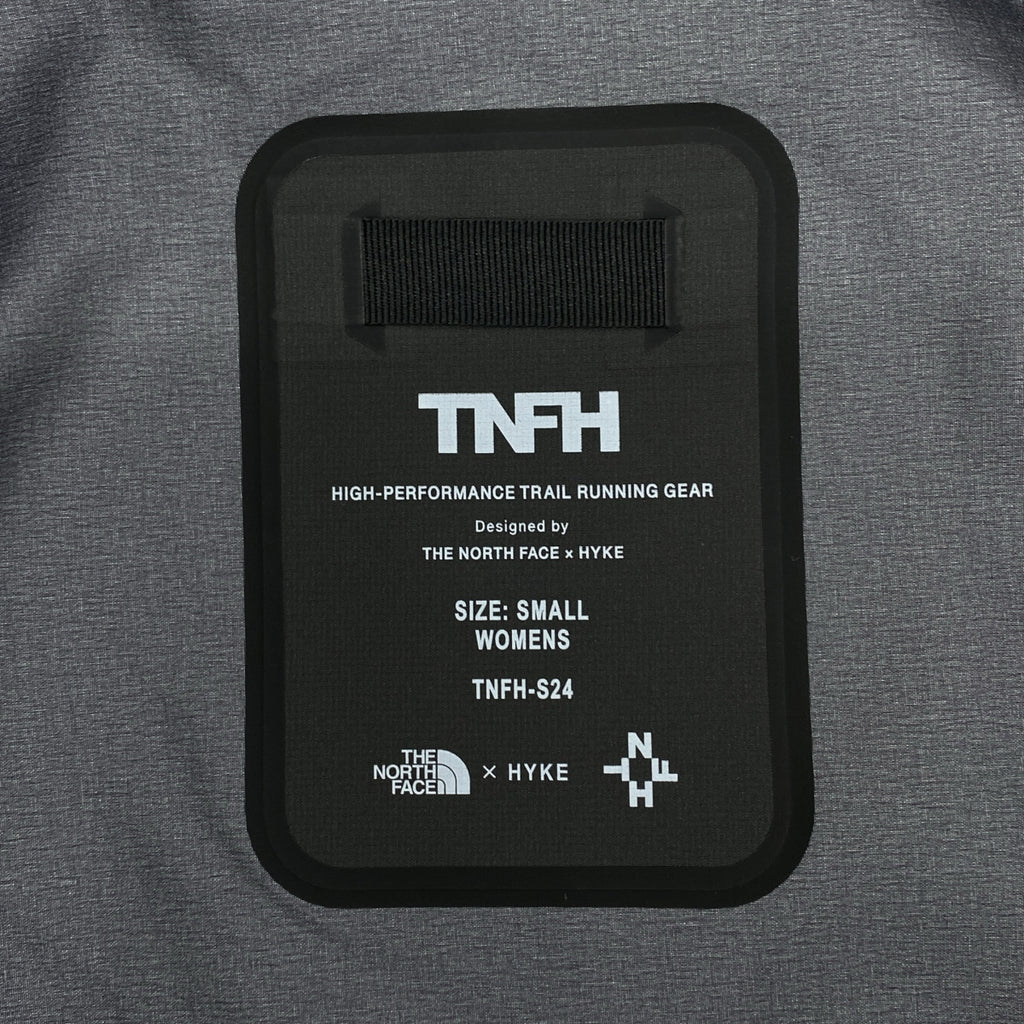 TNFH
HIGH-PERFORMANCE TRAIL RUNNING GEAR
Designed by
THE NORTH FACE × HYKE
SIZE: SMALL
WOMENS
TNFH-S24
THE
NORTH
FACE
× HYKE
N
T F
H